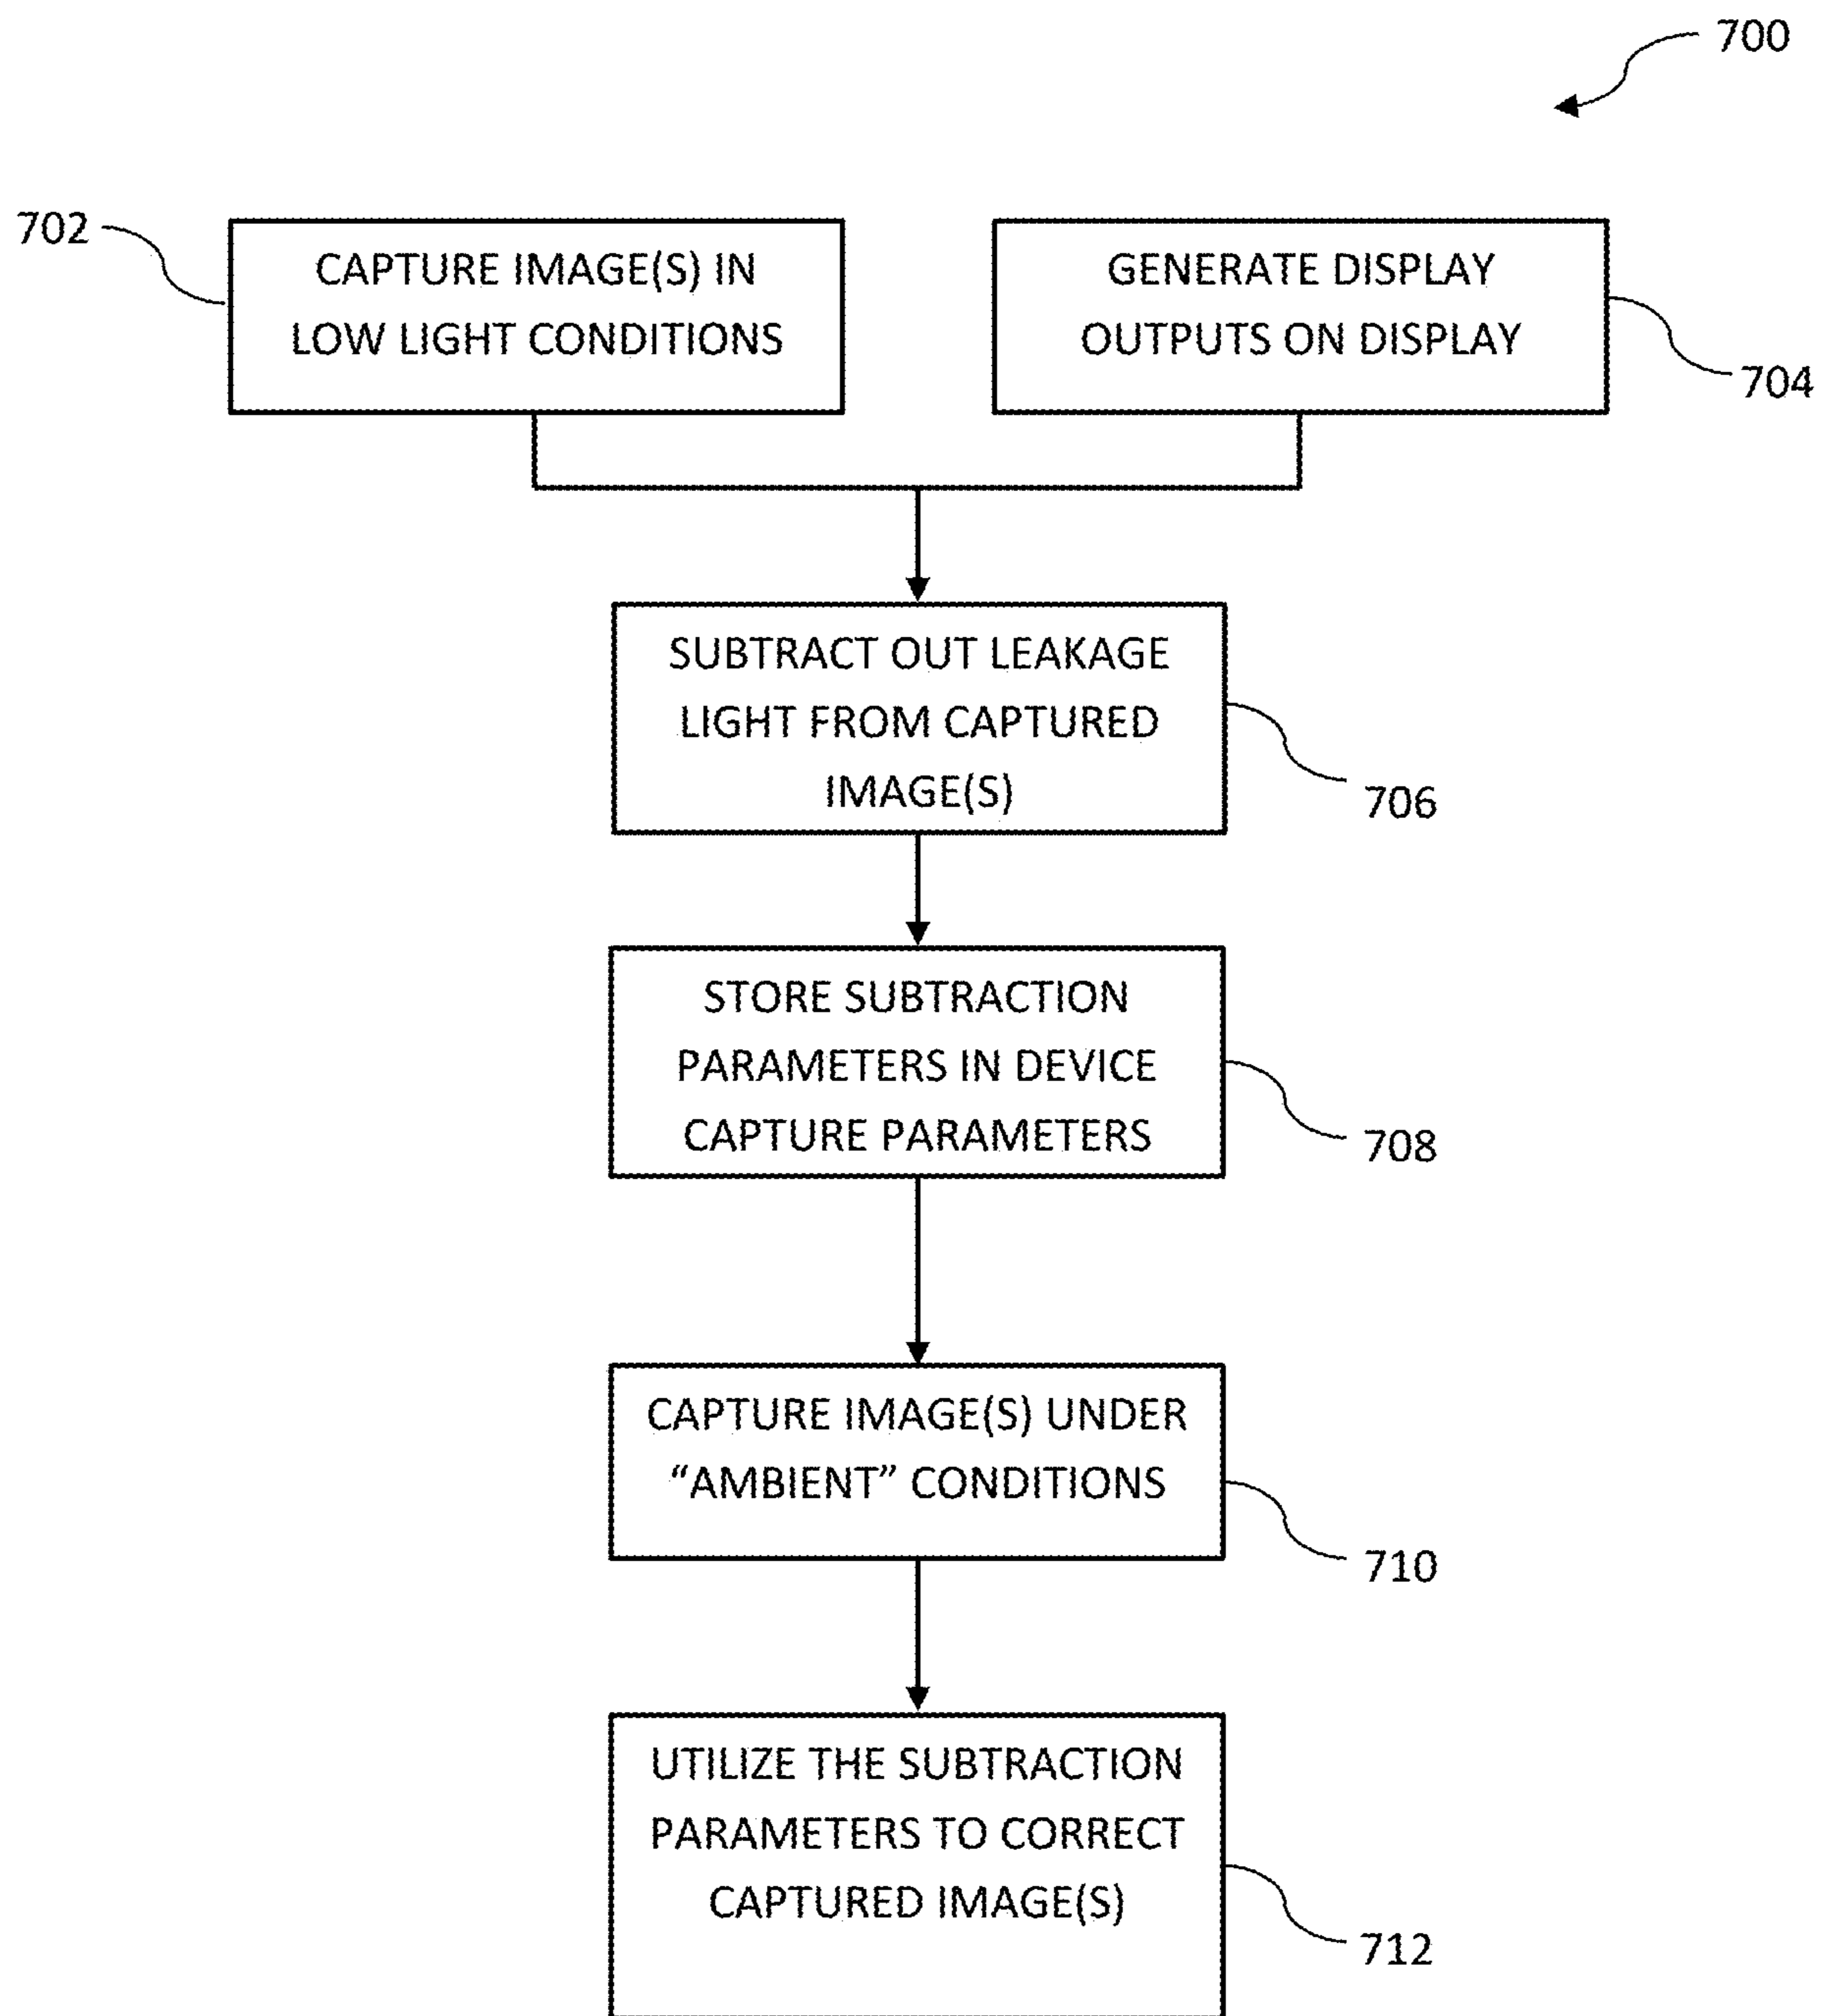 700
702
CAPTURE IMAGE(S) IN
LOW LIGHT CONDITIONS
GENERATE DISPLAY
OUTPUTS ON DISPLAY
704
SUBTRACT OUT LEAKAGE
LIGHT FROM CAPTURED
IMAGE(S)
706
STORE SUBTRACTION
PARAMETERS IN DEVICE
CAPTURE PARAMETERS
708
CAPTURE IMAGE(S) UNDER
“AMBIENT” CONDITIONS
710
UTILIZE THE SUBTRACTION
PARAMETERS TO CORRECT
CAPTURED IMAGE(S)
712